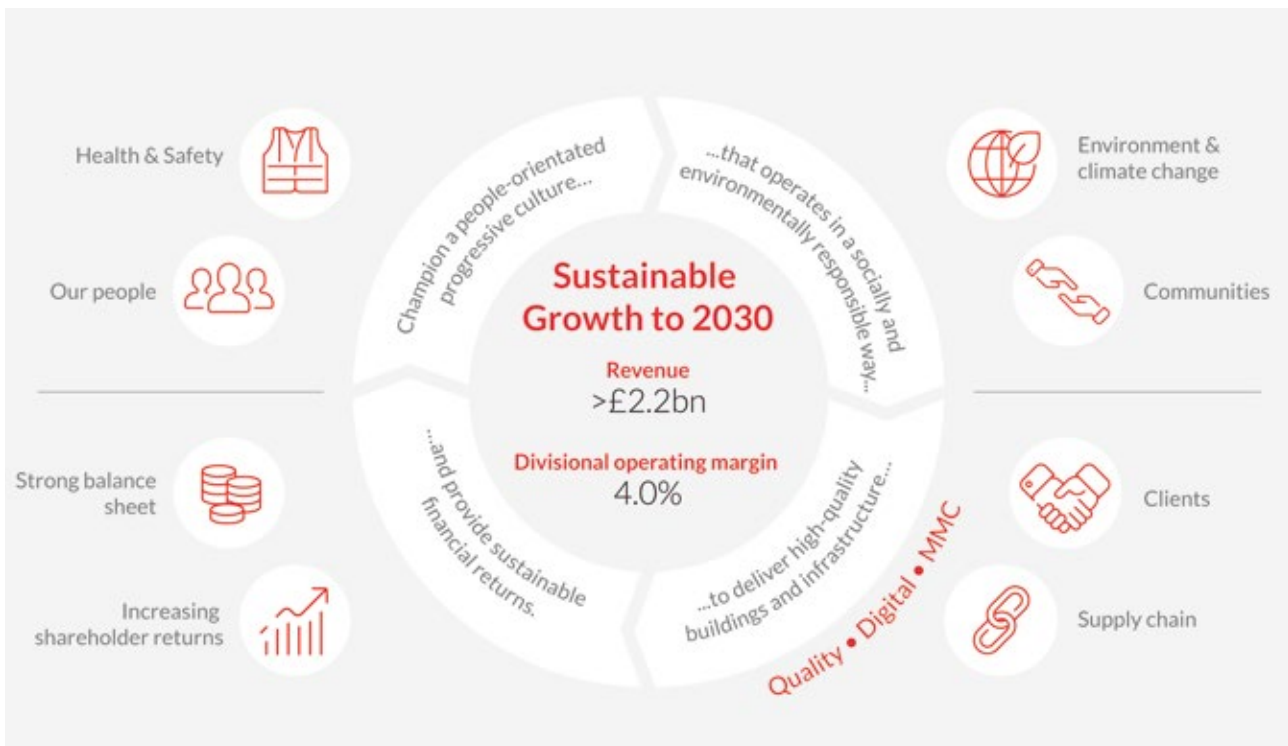 Health & Safety
Our people
Strong balance
sheet
Increasing
shareholder returns
Champion a people-orientated
progressive culture...
...that operates in a socially and
environmentally responsible way...
...to deliver high-quality
buildings and infrastructure...
Quality • Digital • MMC
...and provide sustainable
financial returns.
Sustainable
Growth to 2030
Revenue
>£2.2bn
Divisional operating margin
4.0%
Environment &
climate change
Communities
Clients
Supply chain